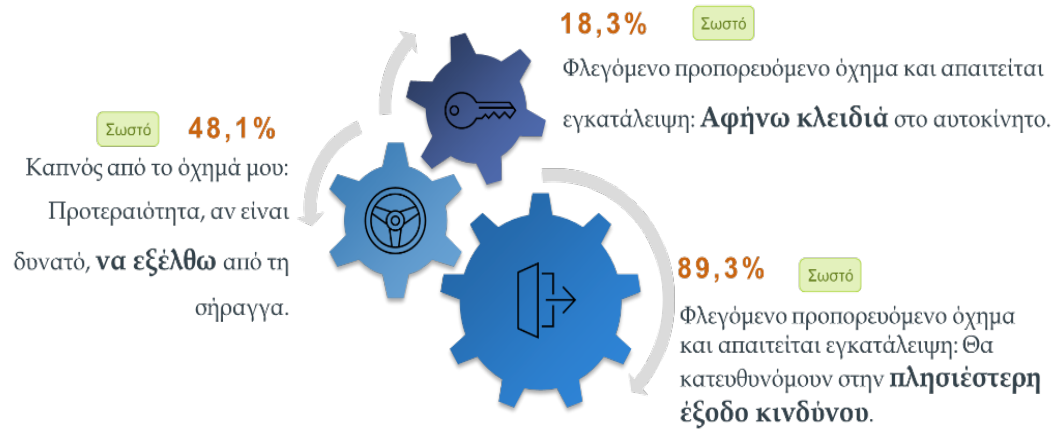 18,3% Σωστό
Φλεγόμενο προπορευόμενο όχημα και απαιτείται
εγκατάλειψη: Αφήνω κλειδιά στο αυτοκίνητο.
Σωστό 48,1%
Καπνός από το όχημά μου:
Προτεραιότητα, αν είναι
δυνατό, να εξέλθω από τη
σήραγγα.
89,3% Σωστό
Φλεγόμενο προπορευόμενο όχημα
και απαιτείται εγκατάλειψη: Θα
κατευθυνόμουν στην πλησιέστερη
έξοδο κινδύνου.